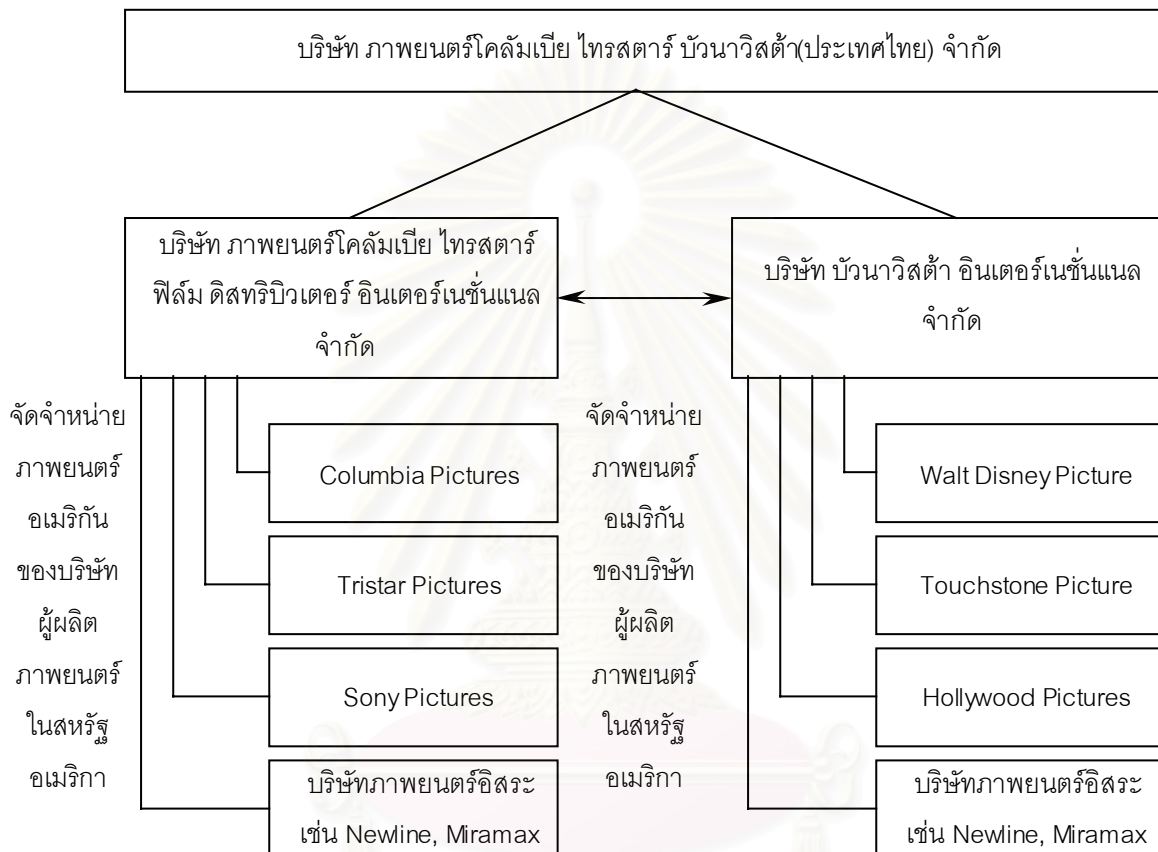 บริษัท ภาพยนตร์โคลัมเบีย ไทรสตาร์ บัวนาวิสต้า(ประเทศไทย) จำกัด
บริษัท ภาพยนตร์โคลัมเบีย ไทรสตาร์
ฟิล์ม ดิสทริบิวเตอร์ อินเตอร์เนชั่นแนล
จำกัด
บริษัท บัวนาวิสต้า อินเตอร์เนชั่นแนล
จำกัด
จัดจำหน่าย
ภาพยนตร์
อเมริกัน
ของบริษัท
ผู้ผลิต
ภาพยนตร์
ในสหรัฐ
อเมริกา
Columbia Pictures
Tristar Pictures
Sony Pictures
บริษัทภาพยนตร์อิสระ
เช่น Newline, Miramax
จัดจำหน่าย
ภาพยนตร์
อเมริกัน
ของบริษัท
ผู้ผลิต
ภาพยนตร์
ในสหรัฐ
อเมริกา
Walt Disney Picture
Touchstone Picture
Hollywood Pictures
บริษัทภาพยนตร์อิสระ
เช่น Newline, Miramax